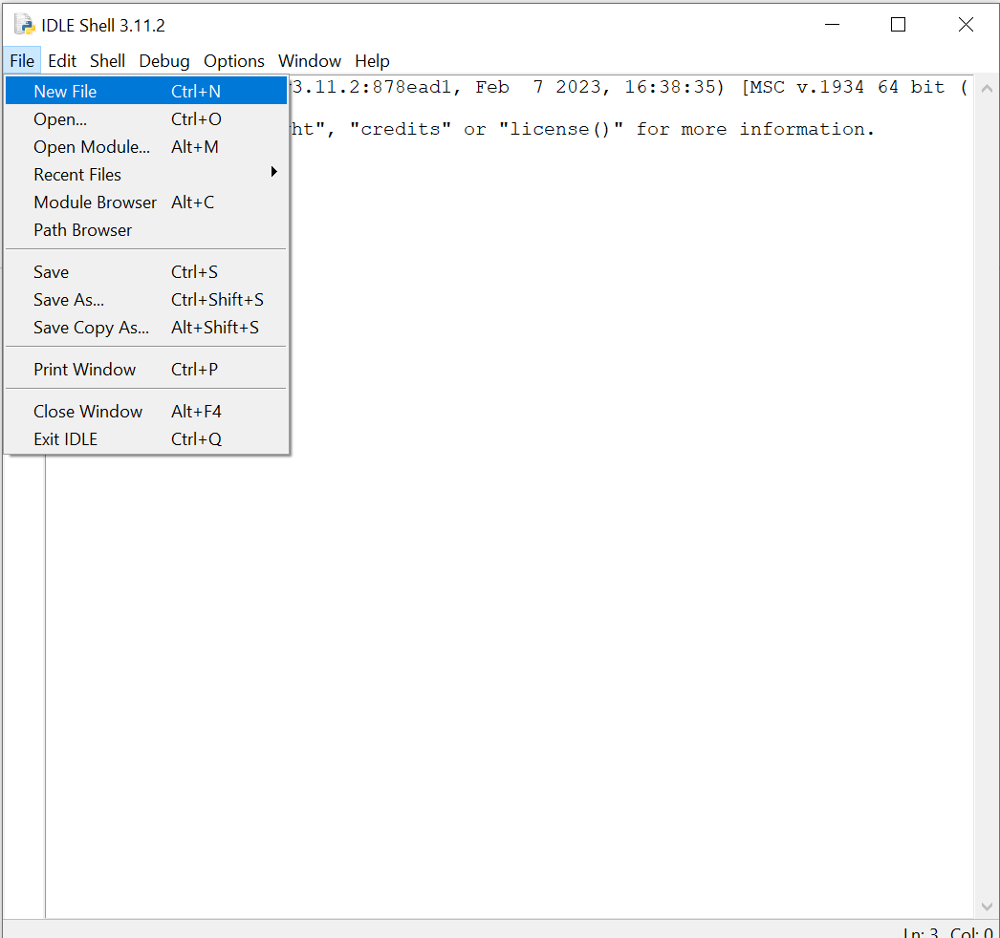 IDLE Shell 3.11.2
File Edit Shell Debug Options Window Help
New File Ctrl+N
3.11.2:878ead1, Feb  7 2023, 16:38:35) [MSC v.1934 64 bit (
Open... Ctrl+O
ht", "credits" or "license()" for more information.
Open Module... Alt+M
Recent Files
Module Browser Alt+C
Path Browser
Save Ctrl+S
Save As... Ctrl+Shift+S
Save Copy As... Alt+Shift+S
Print Window Ctrl+P
Close Window Alt+F4
Exit IDLE Ctrl+Q
Ln: 3 Col: 0